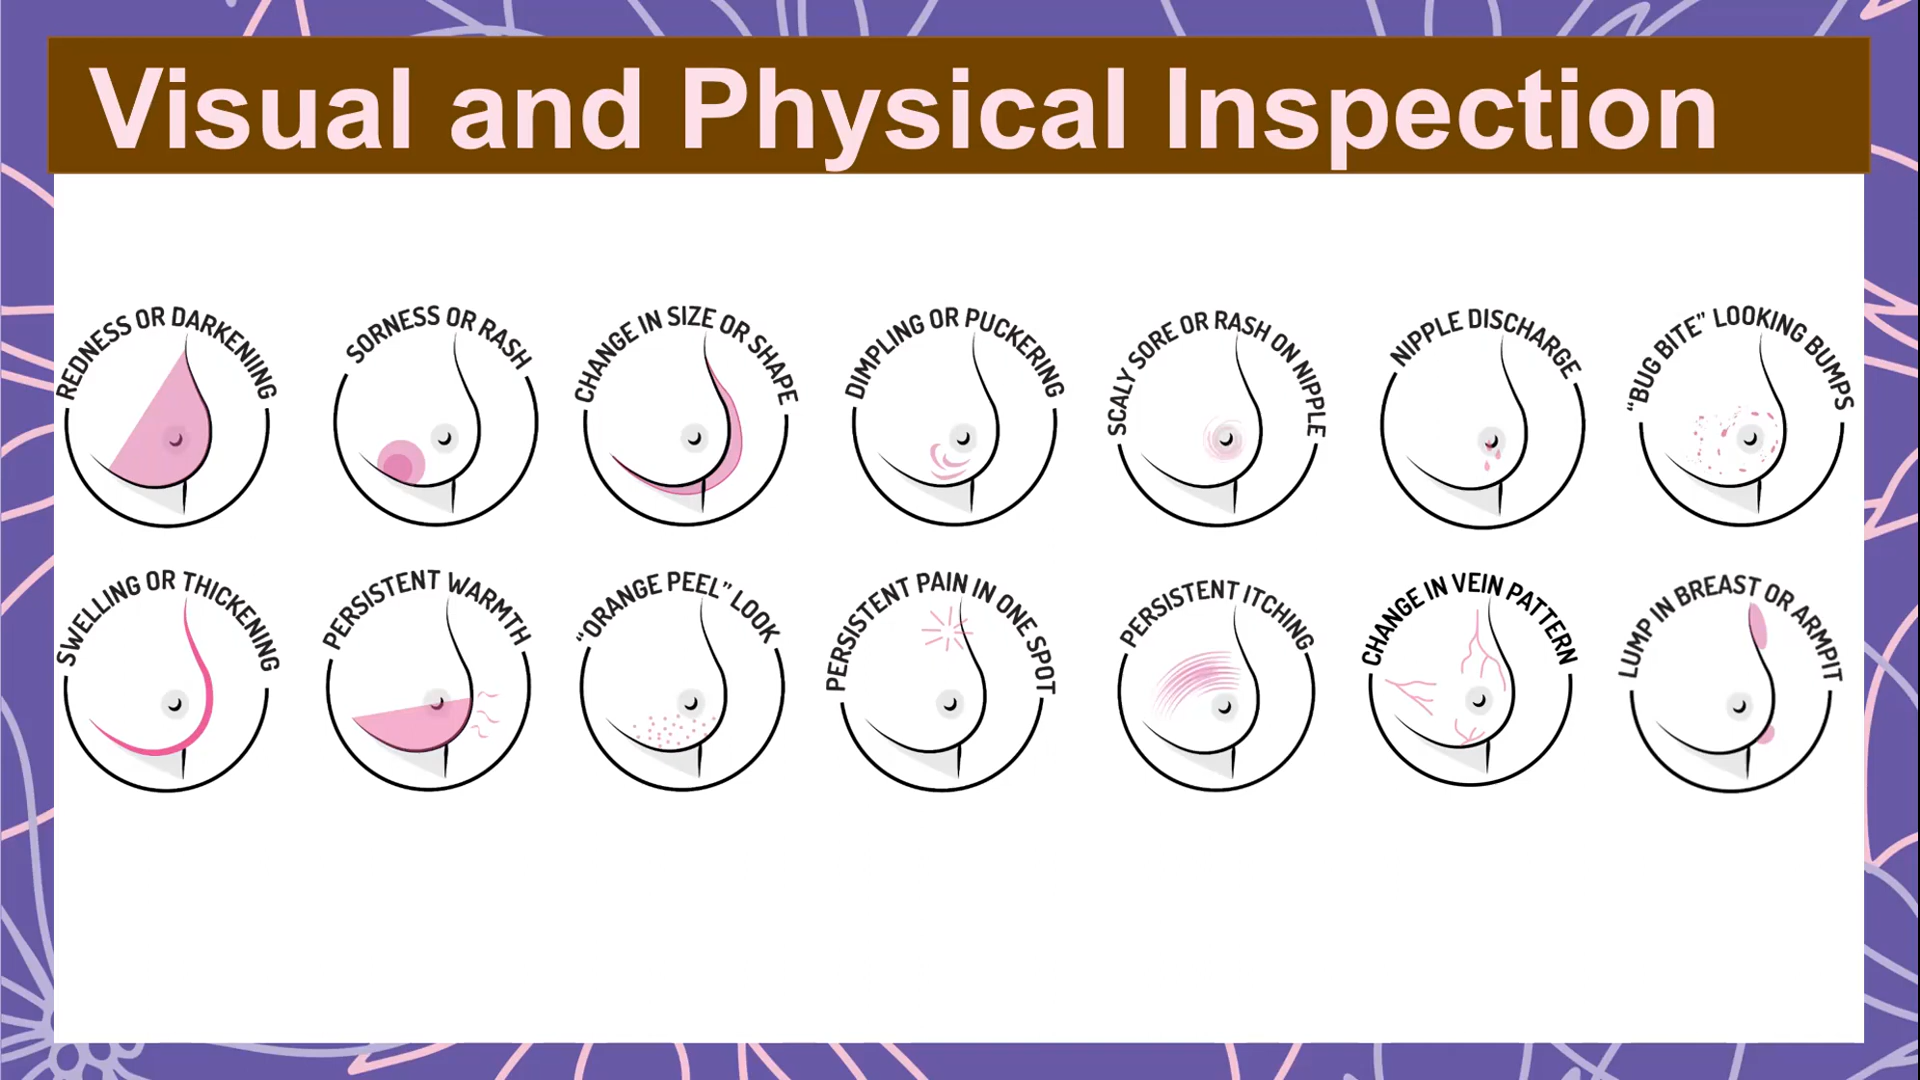 Visual and Physical Inspection
REDNESS OR DARKENING
SORNESS OR RASH
CHANGE IN SIZE OR SHAPE
DIMPLING OR PUCKERING
SCALY SORE OR RASH ON NIPPLE
NIPPLE DISCHARGE
“BUG BITE” LOOKING BUMPS
SWELLING OR THICKENING
PERSISTENT WARMTH
“ORANGE PEEL” LOOK
PERSISTENT PAIN IN ONE SPOT
PERSISTENT ITCHING
CHANGE IN VEIN PATTERN
LUMP IN BREAST OR ARMPIT